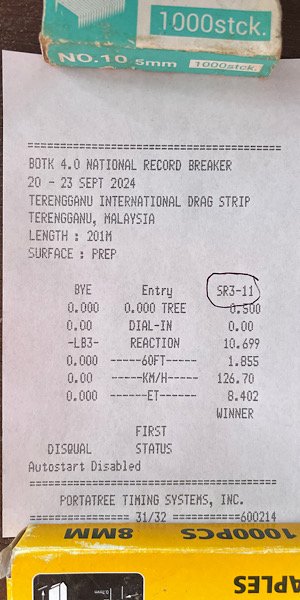 1000stck.
NO.10 5mm 1000stck.
==========================================
BOTK 4.0 NATIONAL RECORD BREAKER
20 - 23 SEPT 2024
TERENGGANU INTERNATIONAL DRAG STRIP
TERENGGANU, MALAYSIA
LENGTH : 201M
SURFACE : PREP
BYE Entry SR3-11
0.000 0.000 TREE 0.500
0.00 DIAL-IN 0.00
-LB3- REACTION 10.699
0.000 -----60FT----- 1.855
0.00 ------KM/H----- 126.70
0.000 ------ET------ 8.402
WINNER
FIRST
DISQUAL STATUS
Autostart Disabled
==========================================
PORTATREE TIMING SYSTEMS, INC.
================ 31/32 ===========600214
1000PCS 8MM
APLES